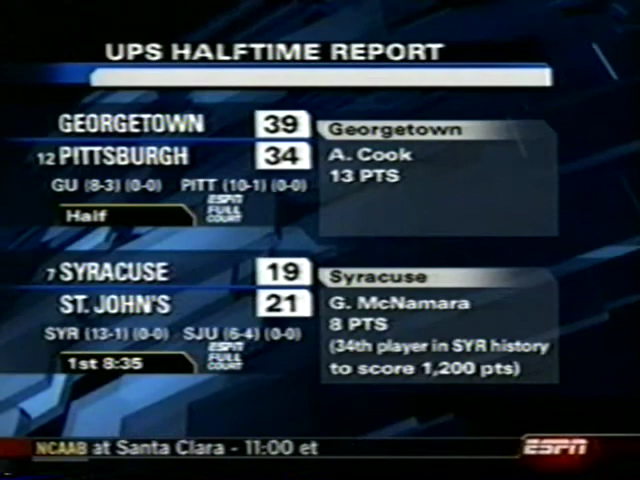 UPS HALFTIME REPORT
GEORGETOWN 39
12 PITTSBURGH 34
GU (8-3) (0-0) PITT (10-1) (0-0)
Half
ESPN FULL COURT
Georgetown
A. Cook
13 PTS
7 SYRACUSE 19
ST. JOHN'S 21
SYR (13-1) (0-0) SJU (6-4) (0-0)
1st 8:35
ESPN FULL COURT
Syracuse
G. McNamara
8 PTS
(34th player in SYR history
to score 1,200 pts)
NCAAB at Santa Clara - 11:00 et
ESPN